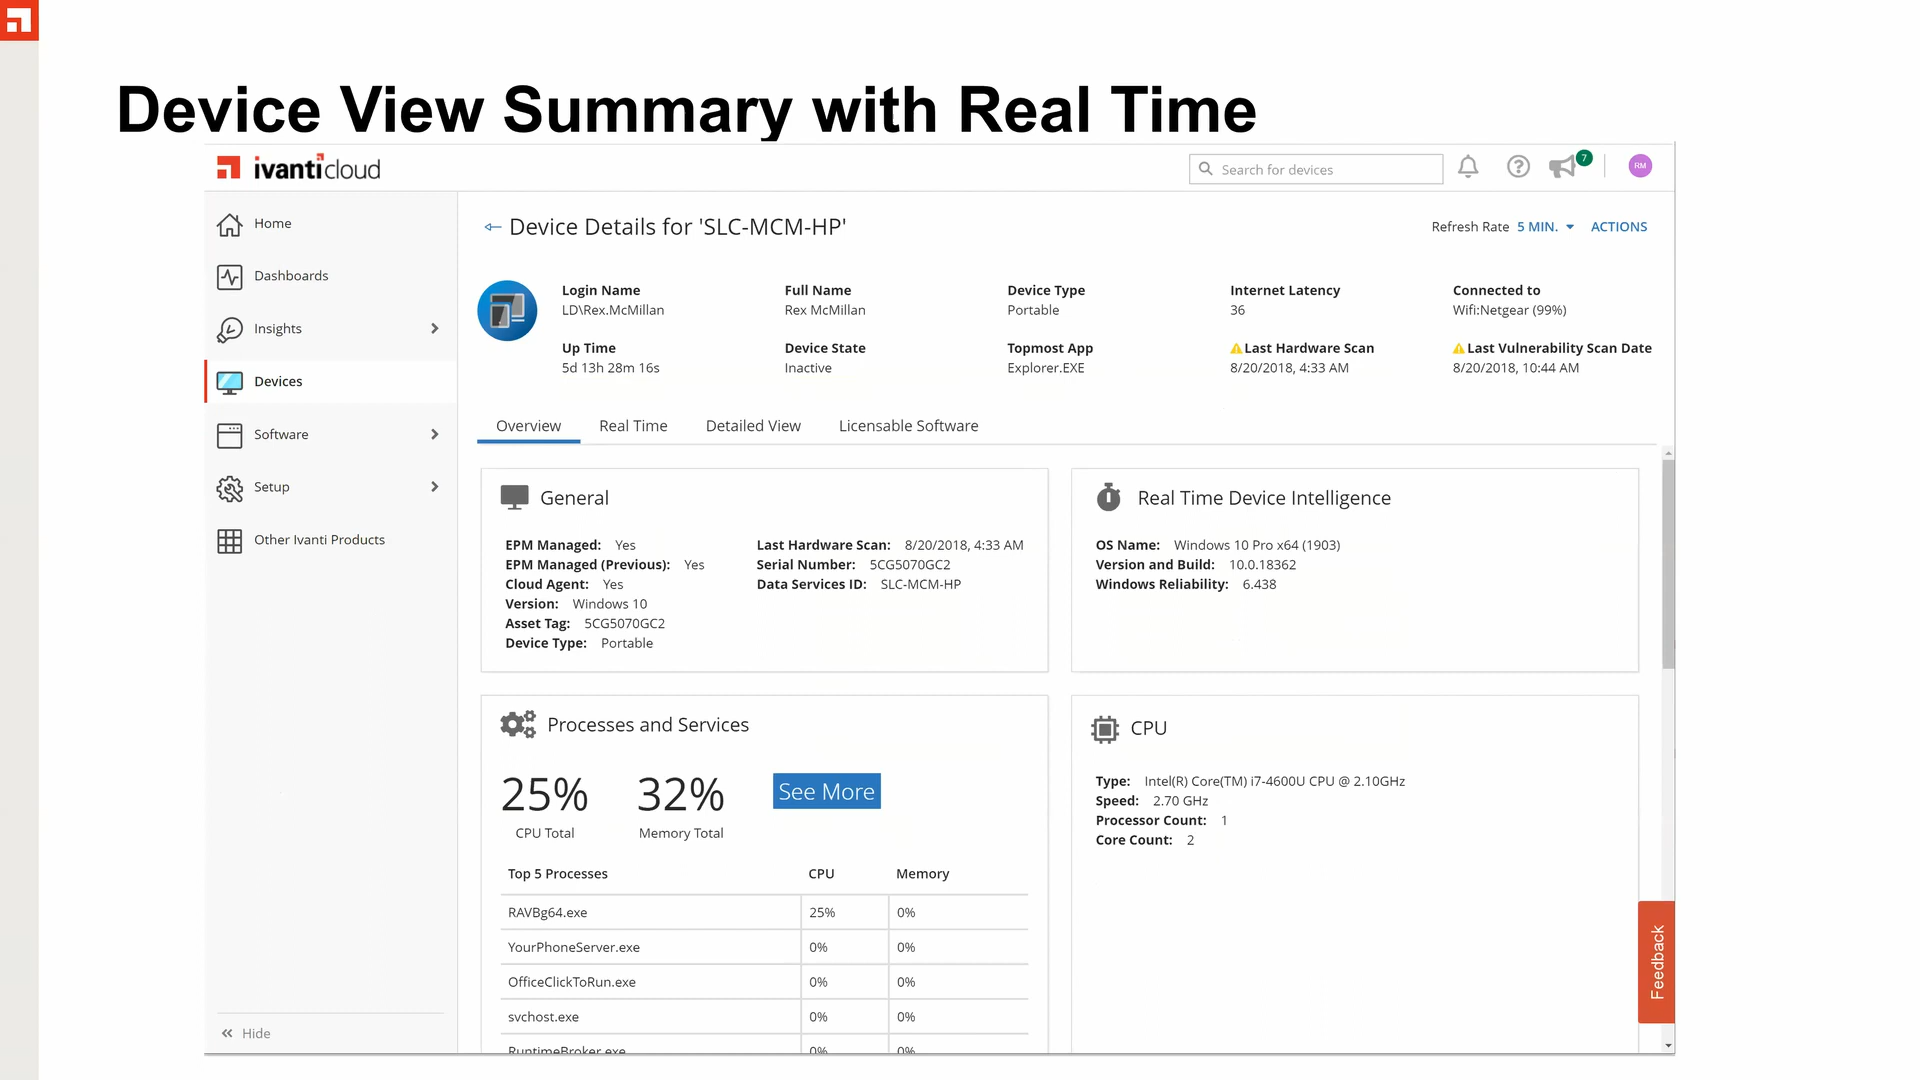 Device View Summary with Real Time
ivanticloud
Search for devices
7
RM
Home
Dashboards
Insights
Devices
Software
Setup
Other Ivanti Products
Hide
Device Details for 'SLC-MCM-HP'
Refresh Rate 5 MIN. ACTIONS
Login Name
LD\Rex.McMillan
Full Name
Rex McMillan
Device Type
Portable
Internet Latency
36
Connected to
Wifi:Netgear (99%)
Up Time
5d 13h 28m 16s
Device State
Inactive
Topmost App
Explorer.EXE
Last Hardware Scan
8/20/2018, 4:33 AM
Last Vulnerability Scan Date
8/20/2018, 10:44 AM
Overview Real Time Detailed View Licensable Software
General
EPM Managed: Yes
EPM Managed (Previous): Yes
Cloud Agent: Yes
Version: Windows 10
Asset Tag: 5CG5070GC2
Device Type: Portable
Last Hardware Scan: 8/20/2018, 4:33 AM
Serial Number: 5CG5070GC2
Data Services ID: SLC-MCM-HP
Real Time Device Intelligence
OS Name: Windows 10 Pro x64 (1903)
Version and Build: 10.0.18362
Windows Reliability: 6.438
Processes and Services
25%
CPU Total
32%
Memory Total
See More
Top 5 Processes CPU Memory
RAVBg64.exe 25% 0%
YourPhoneServer.exe 0% 0%
OfficeClickToRun.exe 0% 0%
svchost.exe 0% 0%
RuntimeBroker.exe 0% 0%
CPU
Type: Intel(R) Core(TM) i7-4600U CPU @ 2.10GHz
Speed: 2.70 GHz
Processor Count: 1
Core Count: 2
Feedback